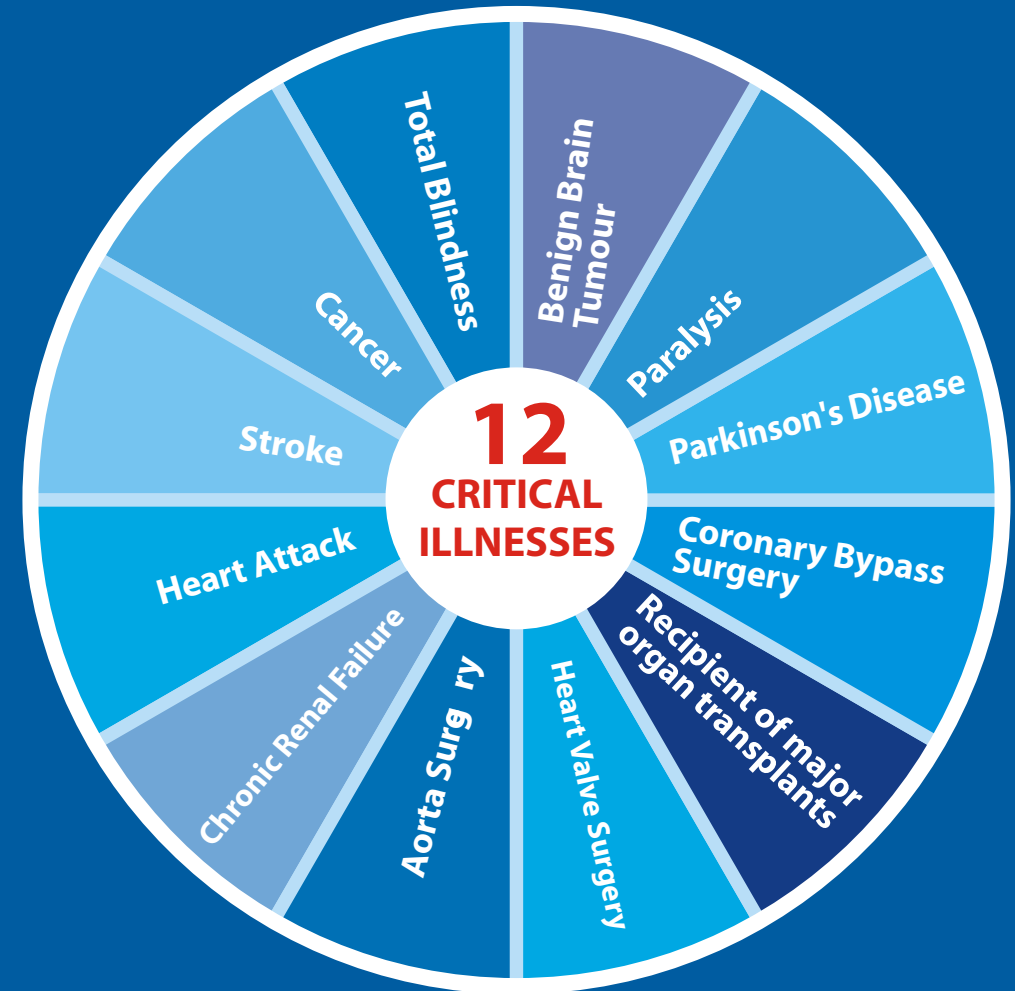 12
CRITICAL
ILLNESSES
Benign Brain
Tumour
Paralysis
Parkinson's Disease
Coronary Bypass
Surgery
Recipient of major
organ transplants
Heart Valve Surgery
Aorta Surg ry
Chronic Renal Failure
Heart Attack
Stroke
Cancer
Total Blindness